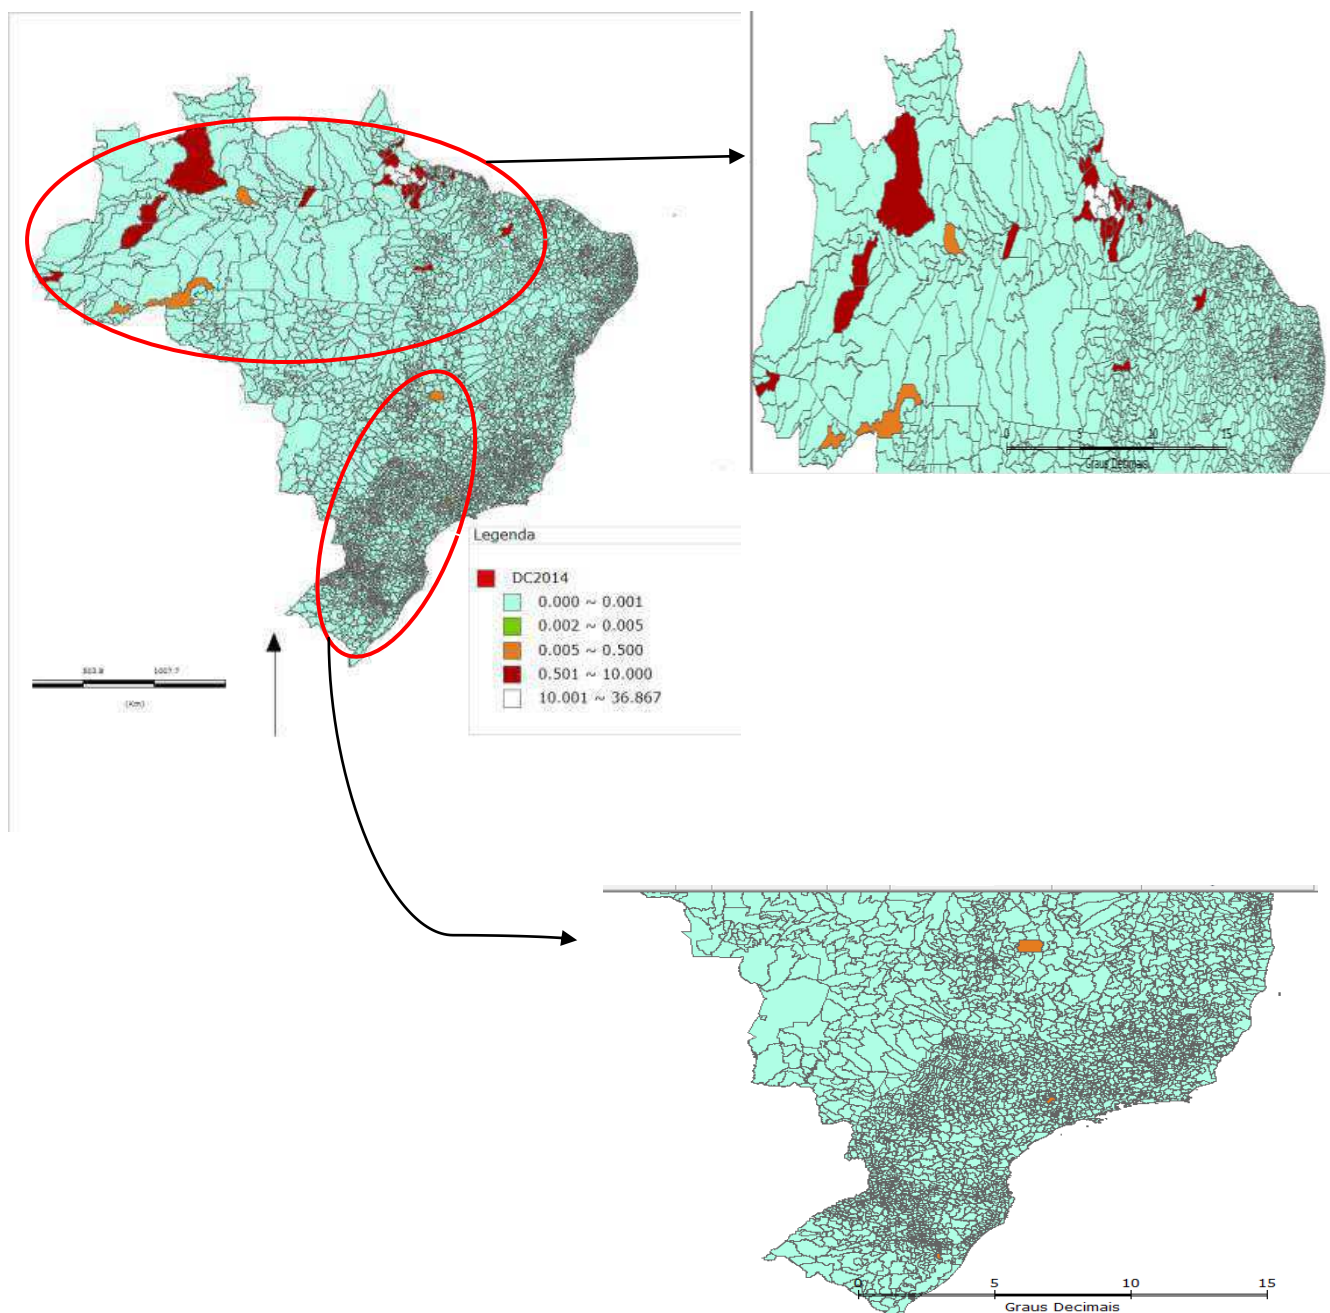 Legenda
DC2014
0.000 ~ 0.001
0.002 ~ 0.005
0.005 ~ 0.500
0.501 ~ 10.000
10.001 ~ 36.867
(Km)
0 5 10 15
Graus Decimais
0 5 10 15
Graus Decimais